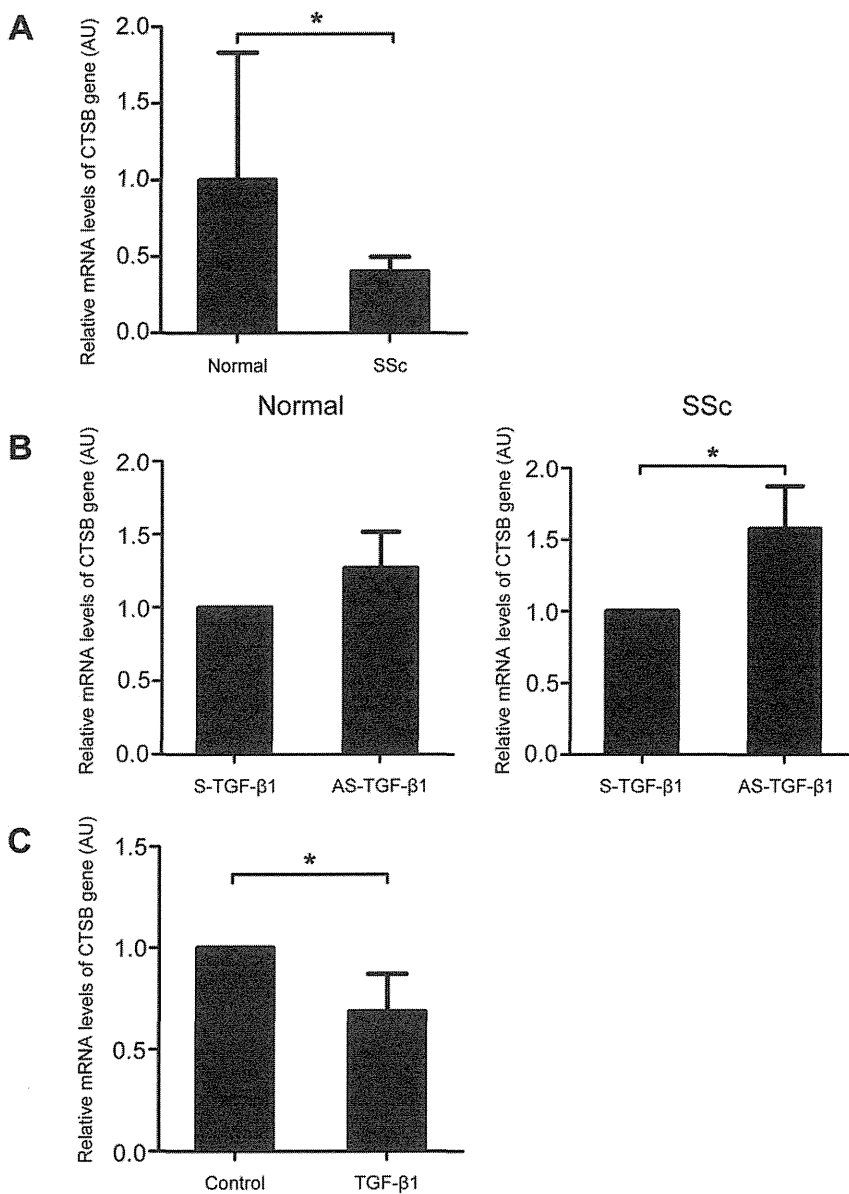 A
Relative mRNA levels of CTSB gene (AU)
2.0
1.5
1.0
0.5
0.0
*
Normal
SSc
B
Normal
Relative mRNA levels of CTSB gene (AU)
2.0
1.5
1.0
0.5
0.0
S-TGF-β1
AS-TGF-β1
SSc
Relative mRNA levels of CTSB gene (AU)
2.0
1.5
1.0
0.5
0.0
*
S-TGF-β1
AS-TGF-β1
C
Relative mRNA levels of CTSB gene (AU)
1.5
1.0
0.5
0.0
*
Control
TGF-β1